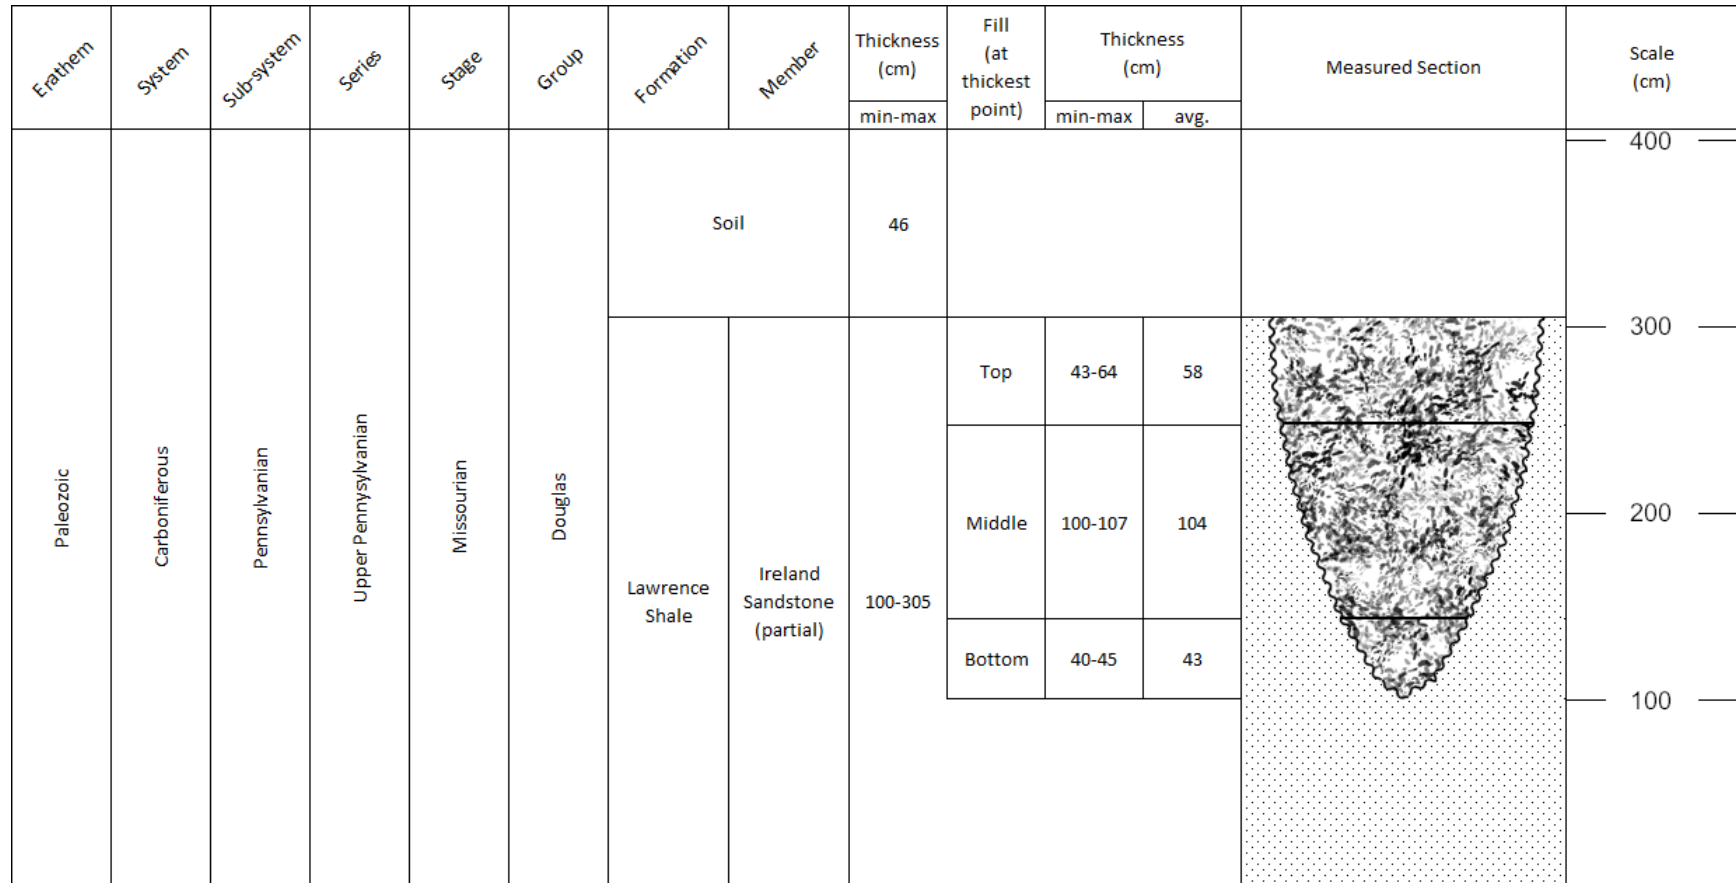 Erathem
System
Sub-system
Series
Stage
Group
Formation
Member
Thickness
(cm)
min-max
Fill
(at
thickest
point)
Thickness
(cm)
min-max
avg.
Measured Section
Scale
(cm)
Paleozoic
Carboniferous
Pennsylvanian
Upper Pennysylvanian
Missourian
Douglas
Soil
46
Lawrence
Shale
Ireland
Sandstone
(partial)
100-305
Top
43-64
58
Middle
100-107
104
Bottom
40-45
43
400
300
200
100